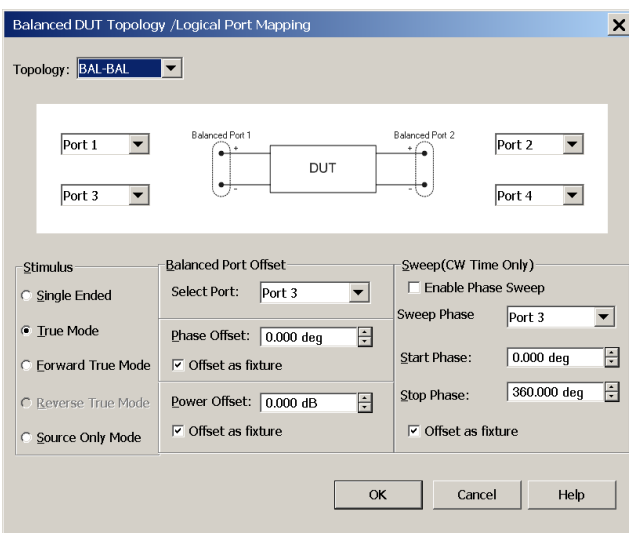 Balanced DUT Topology /Logical Port Mapping
Topology: BAL-BAL
Balanced Port 1
Balanced Port 2
Port 1
+
+
Port 2
DUT
Port 3
-
-
Port 4
Stimulus
Single Ended
True Mode
Forward True Mode
Reverse True Mode
Source Only Mode
Balanced Port Offset
Select Port: Port 3
Phase Offset: 0.000 deg
Offset as fixture
Power Offset: 0.000 dB
Offset as fixture
Sweep(CW Time Only)
Enable Phase Sweep
Sweep Phase Port 3
Start Phase: 0.000 deg
Stop Phase: 360.000 deg
Offset as fixture
OK
Cancel
Help